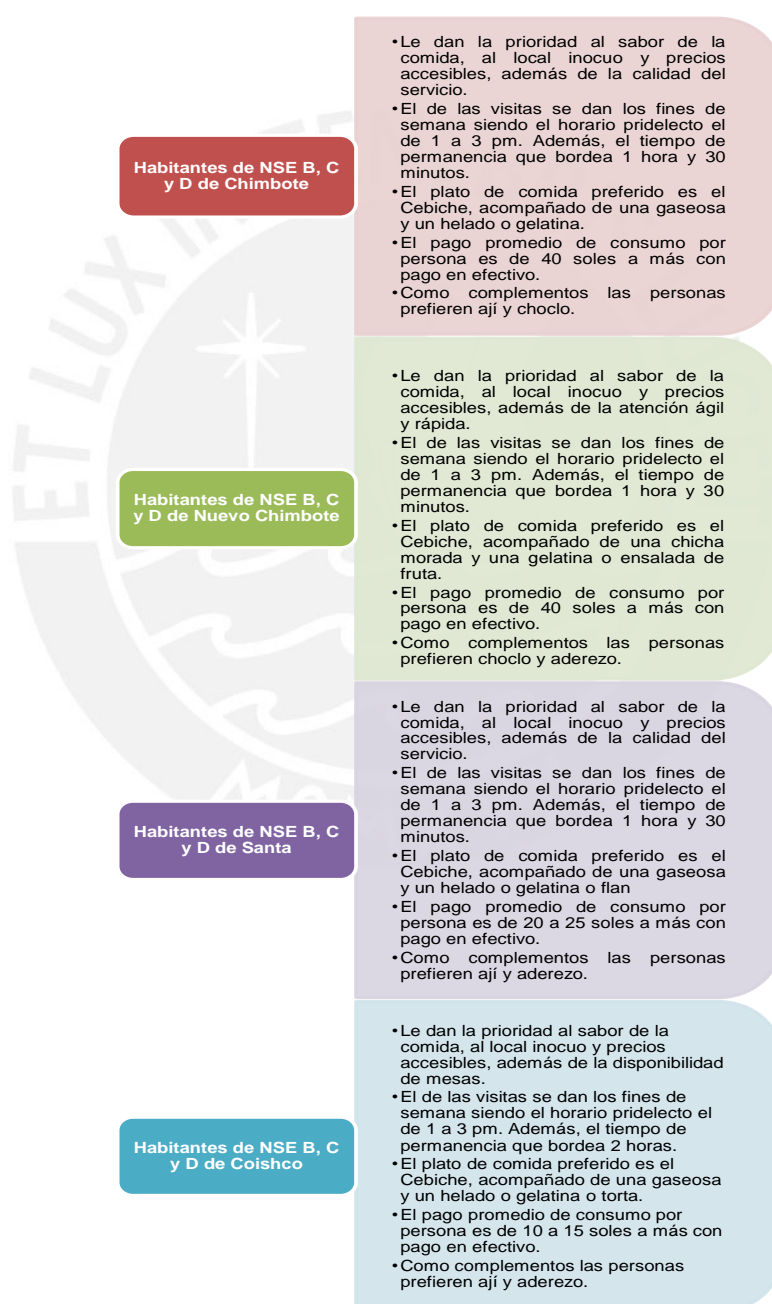 Habitantes de NSE B, C
y D de Chimbote
•Le dan la prioridad al sabor de la
comida, al local inocuo y precios
accesibles, además de la calidad del
servicio.
•El de las visitas se dan los fines de
semana siendo el horario pridelecto el
de 1 a 3 pm. Además, el tiempo de
permanencia que bordea 1 hora y 30
minutos.
•El plato de comida preferido es el
Cebiche, acompañado de una gaseosa
y un helado o gelatina.
•El pago promedio de consumo por
persona es de 40 soles a más con
pago en efectivo.
•Como complementos las personas
prefieren ají y choclo.
Habitantes de NSE B, C
y D de Nuevo Chimbote
•Le dan la prioridad al sabor de la
comida, al local inocuo y precios
accesibles, además de la atención ágil
y rápida.
•El de las visitas se dan los fines de
semana siendo el horario pridelecto el
de 1 a 3 pm. Además, el tiempo de
permanencia que bordea 1 hora y 30
minutos.
•El plato de comida preferido es el
Cebiche, acompañado de una chicha
morada y una gelatina o ensalada de
fruta.
•El pago promedio de consumo por
persona es de 40 soles a más con
pago en efectivo.
•Como complementos las personas
prefieren choclo y aderezo.
Habitantes de NSE B, C
y D de Santa
•Le dan la prioridad al sabor de la
comida, al local inocuo y precios
accesibles, además de la calidad del
servicio.
•El de las visitas se dan los fines de
semana siendo el horario pridelecto el
de 1 a 3 pm. Además, el tiempo de
permanencia que bordea 1 hora y 30
minutos.
•El plato de comida preferido es el
Cebiche, acompañado de una gaseosa
y un helado o gelatina o flan
•El pago promedio de consumo por
persona es de 20 a 25 soles a más con
pago en efectivo.
•Como complementos las personas
prefieren ají y aderezo.
Habitantes de NSE B, C
y D de Coishco
•Le dan la prioridad al sabor de la
comida, al local inocuo y precios
accesibles, además de la disponibilidad
de mesas.
•El de las visitas se dan los fines de
semana siendo el horario pridelecto el
de 1 a 3 pm. Además, el tiempo de
permanencia que bordea 2 horas.
•El plato de comida preferido es el
Cebiche, acompañado de una gaseosa
y un helado o gelatina o torta.
•El pago promedio de consumo por
persona es de 10 a 15 soles a más con
pago en efectivo.
•Como complementos las personas
prefieren ají y aderezo.
ET LUX IN